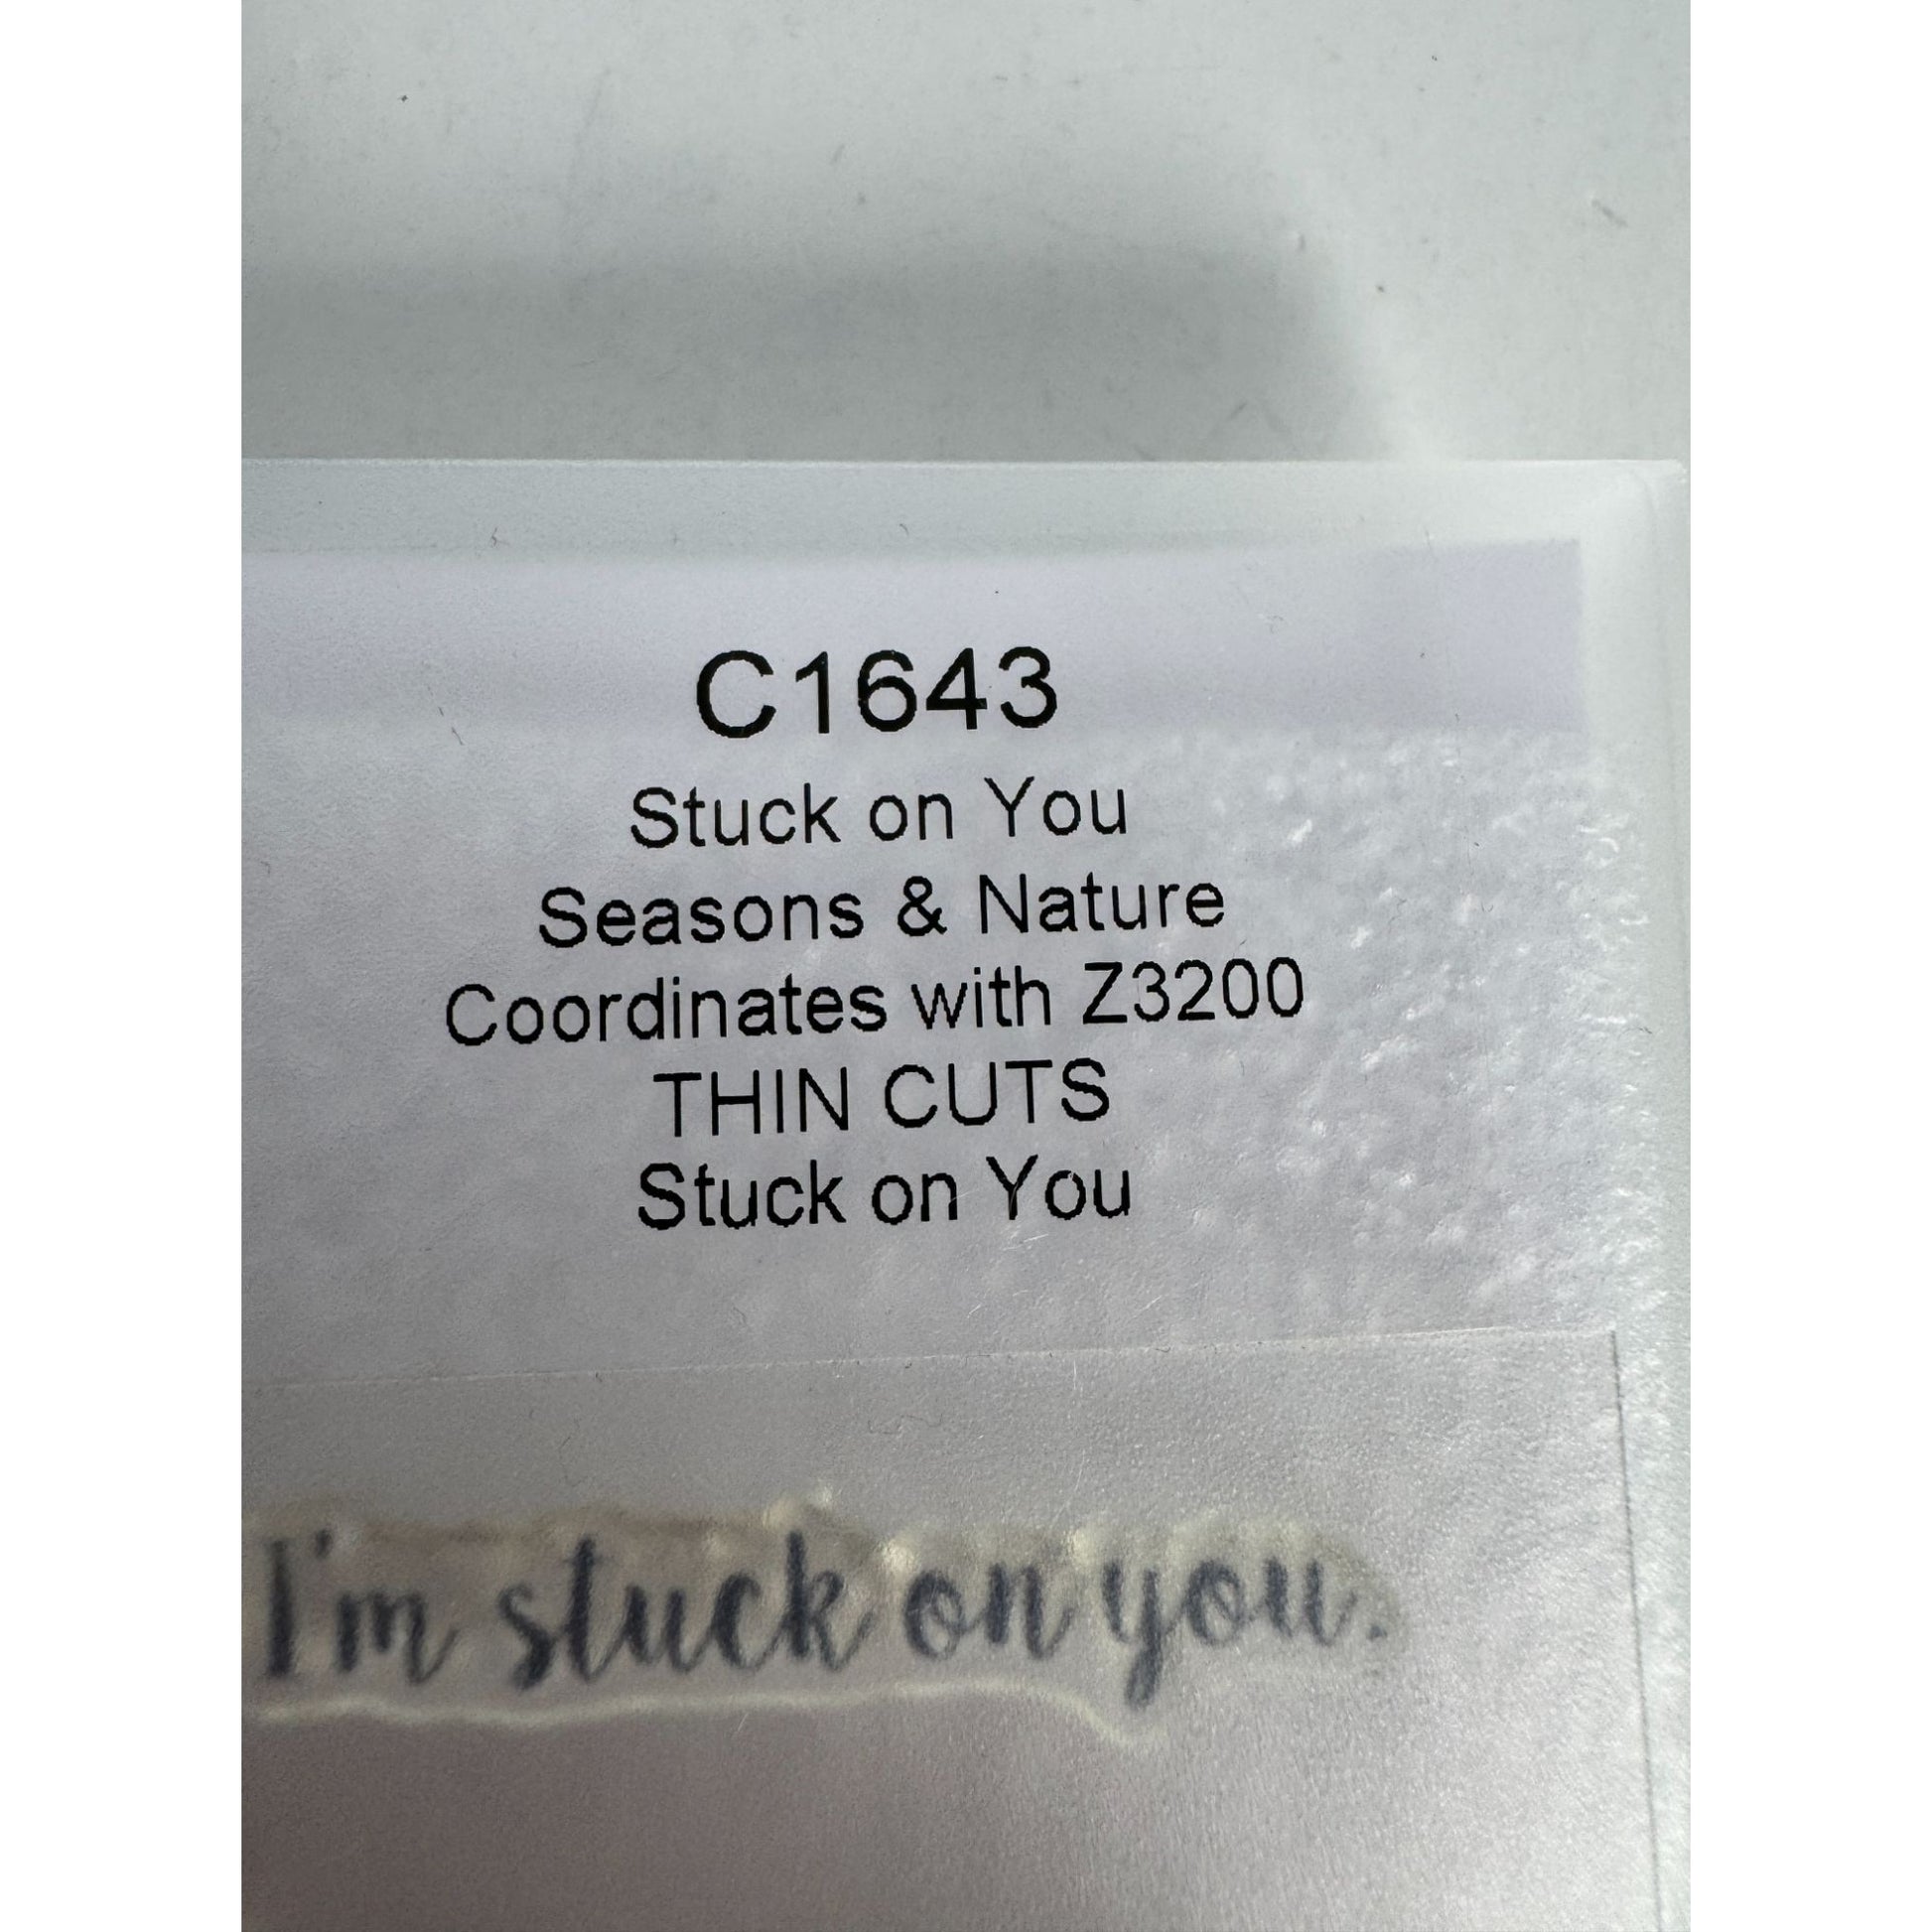 C1643
Stuck on You
Seasons & Nature
Coordinates with Z3200
THIN CUTS
Stuck on You
I'm stuck on you.